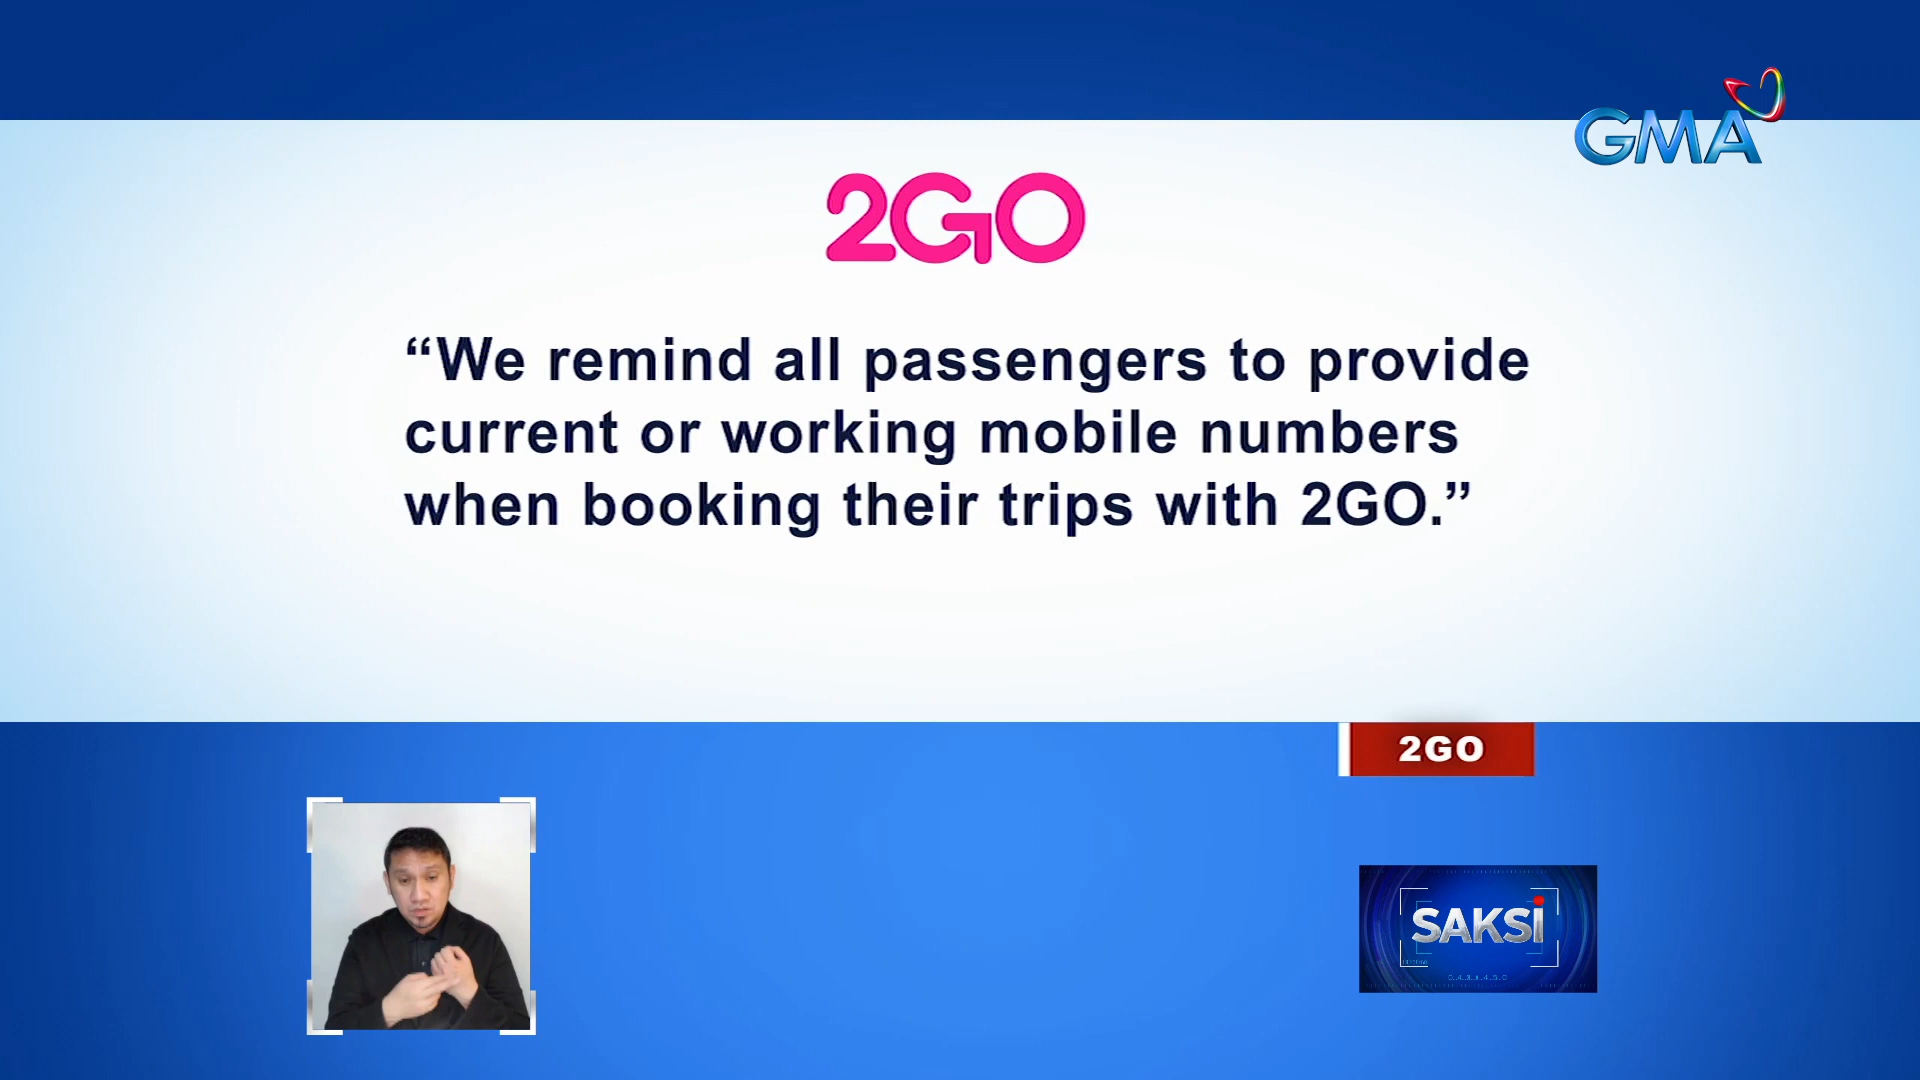 GMA
2GO
“We remind all passengers to provide
current or working mobile numbers
when booking their trips with 2GO.”
2GO
SAKSI